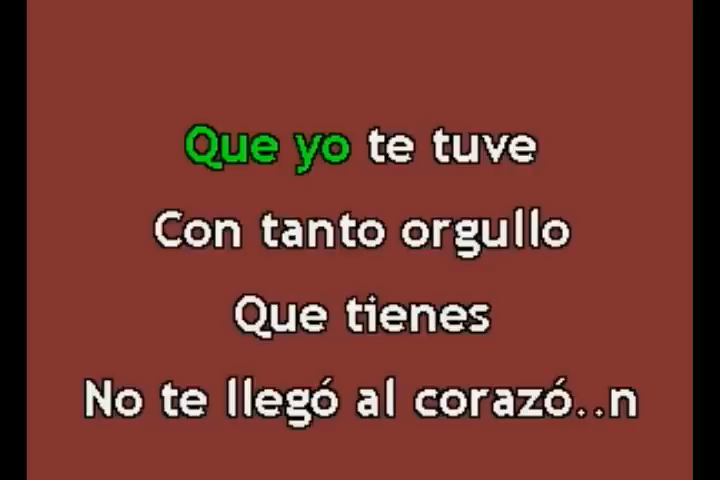 Que yo te tuve
Con tanto orgullo
Que tienes
No te llegó al corazó..n